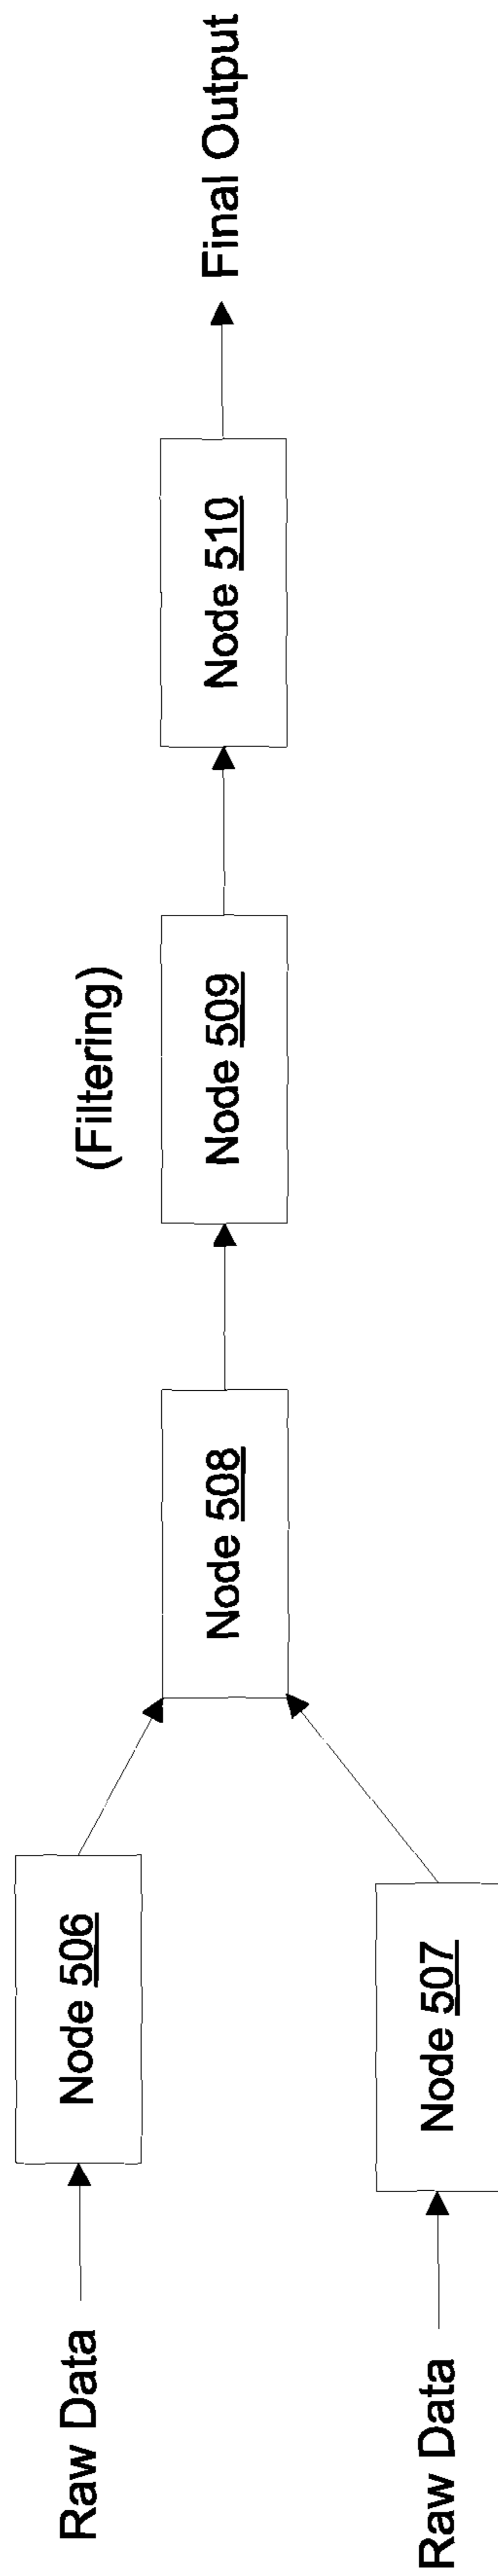 Raw Data
Node 506
Raw Data
Node 507
Node 508
(Filtering)
Node 509
Node 510
Final Output